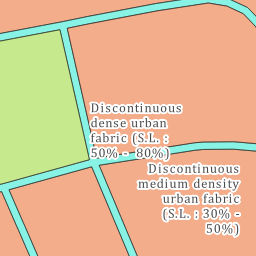 Discontinuous
dense urban
fabric (S.L. :
50% -  80%)
Discontinuous
medium density
urban fabric
(S.L. : 30% -
50%)